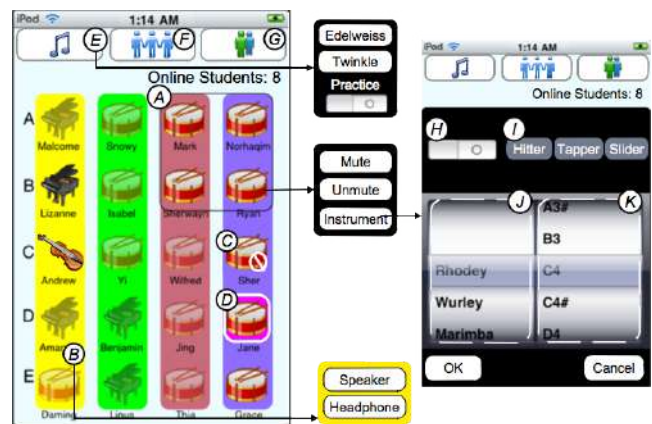 iPod 1:14 AM
E F G
Online Students: 8
A
A Malcome Snowy Mark Norhaqim
B Lizanne Isabel Sherwayn Ryan
C
C Andrew Yi Wilfred Sher
D
D Amanda Benjamin Jing Jane
B
E Daming Linus Thia Grace
Edelweiss
Twinkle
Practice
Mute
Unmute
Instrument
Speaker
Headphone
iPod 1:14 AM
Online Students: 8
H I
Hitter Tapper Slider
J K
A3#
B3
Rhodey C4
Wurley C4#
Marimba D4
OK Cancel